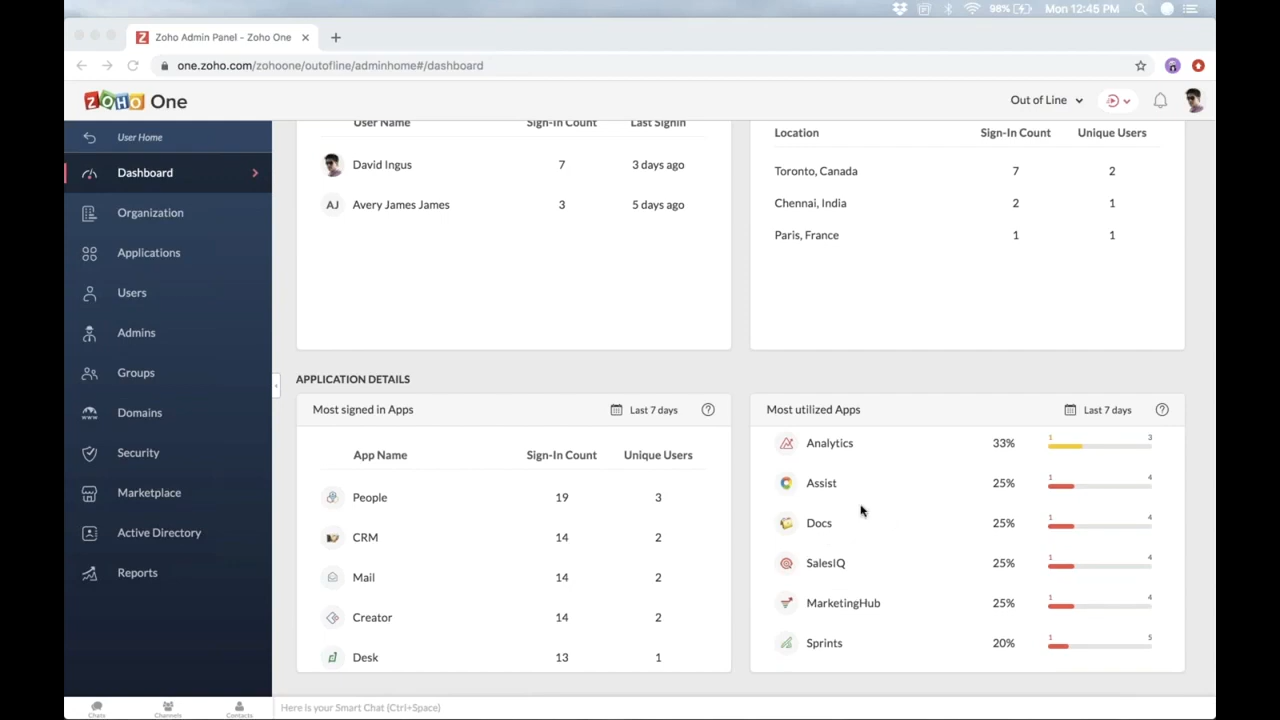 98% Mon 12:45 PM
Zoho Admin Panel - Zoho One
one.zoho.com/zohoone/outofline/adminhome#/dashboard
ZOHO One
Out of Line
User Home
Dashboard
Organization
Applications
Users
Admins
Groups
Domains
Security
Marketplace
Active Directory
Reports
User Name Sign-In Count Last Signin
David Ingus 7 3 days ago
AJ Avery James James 3 5 days ago
Location Sign-In Count Unique Users
Toronto, Canada 7 2
Chennai, India 2 1
Paris, France 1 1
APPLICATION DETAILS
Most signed in Apps Last 7 days ?
App Name Sign-In Count Unique Users
People 19 3
CRM 14 2
Mail 14 2
Creator 14 2
Desk 13 1
Most utilized Apps Last 7 days ?
Analytics 33% 1 3
Assist 25% 1 4
Docs 25% 1 4
SalesIQ 25% 1 4
MarketingHub 25% 1 4
Sprints 20% 1 5
Chats Channels Contacts
Here is your Smart Chat (Ctrl+Space)